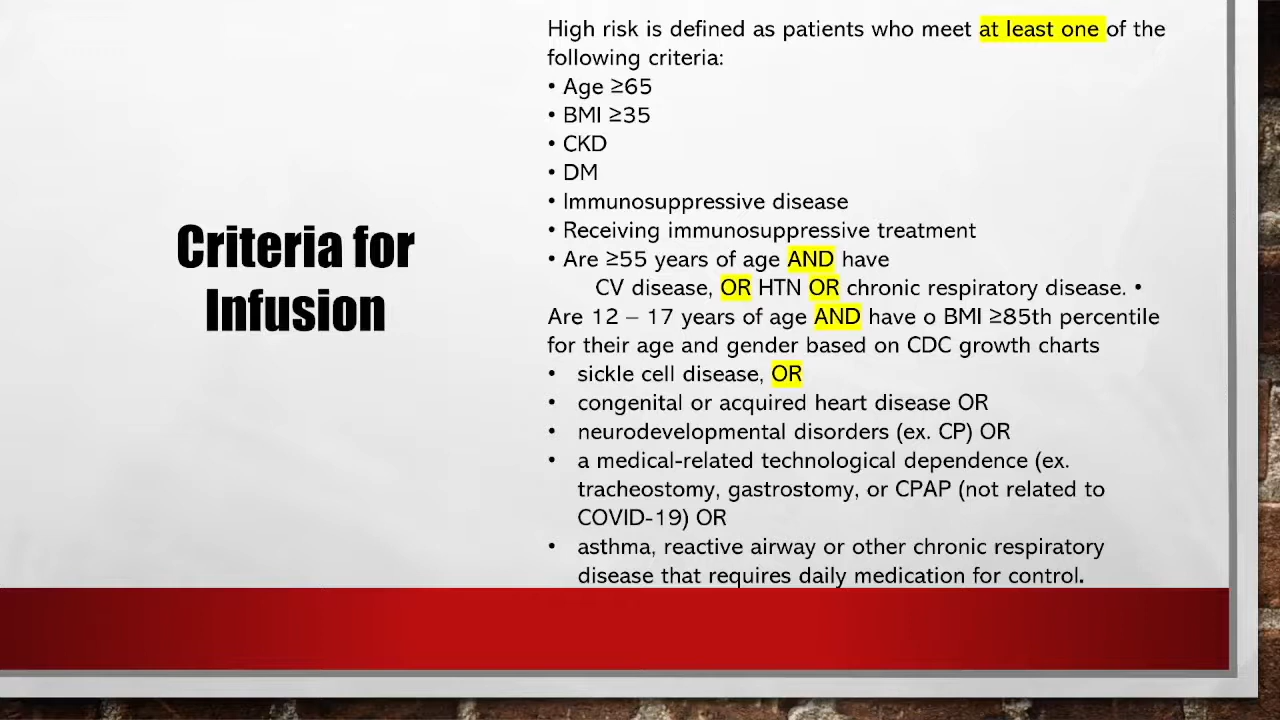 Criteria for
Infusion
High risk is defined as patients who meet at least one of the
following criteria:
• Age ≥65
• BMI ≥35
• CKD
• DM
• Immunosuppressive disease
• Receiving immunosuppressive treatment
• Are ≥55 years of age AND have
CV disease, OR HTN OR chronic respiratory disease. •
Are 12 – 17 years of age AND have o BMI ≥85th percentile
for their age and gender based on CDC growth charts
• sickle cell disease, OR
• congenital or acquired heart disease OR
• neurodevelopmental disorders (ex. CP) OR
• a medical-related technological dependence (ex.
tracheostomy, gastrostomy, or CPAP (not related to
COVID-19) OR
• asthma, reactive airway or other chronic respiratory
disease that requires daily medication for control.